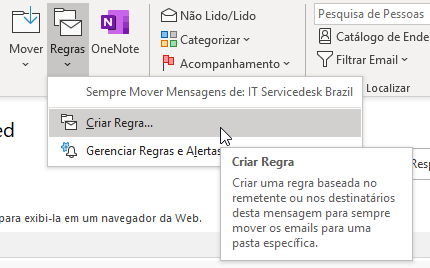 Não Lido/Não
Pesquisa de Pessoas
Mover
Regras
OneNote
Categorizar
Catálogo de Ende
Acompanhamento
Filtrar Email
Localizar
Sempre Mover Mensagens de: IT Servicedesk Brazil
Criar Regra...
Gerenciar Regras e Alertas
ed
Resp
Criar Regra
Criar uma regra baseada no
remetente ou nos destinatários
desta mensagem para sempre
mover os emails para uma
pasta específica.
para exibi-la em um navegador da Web.